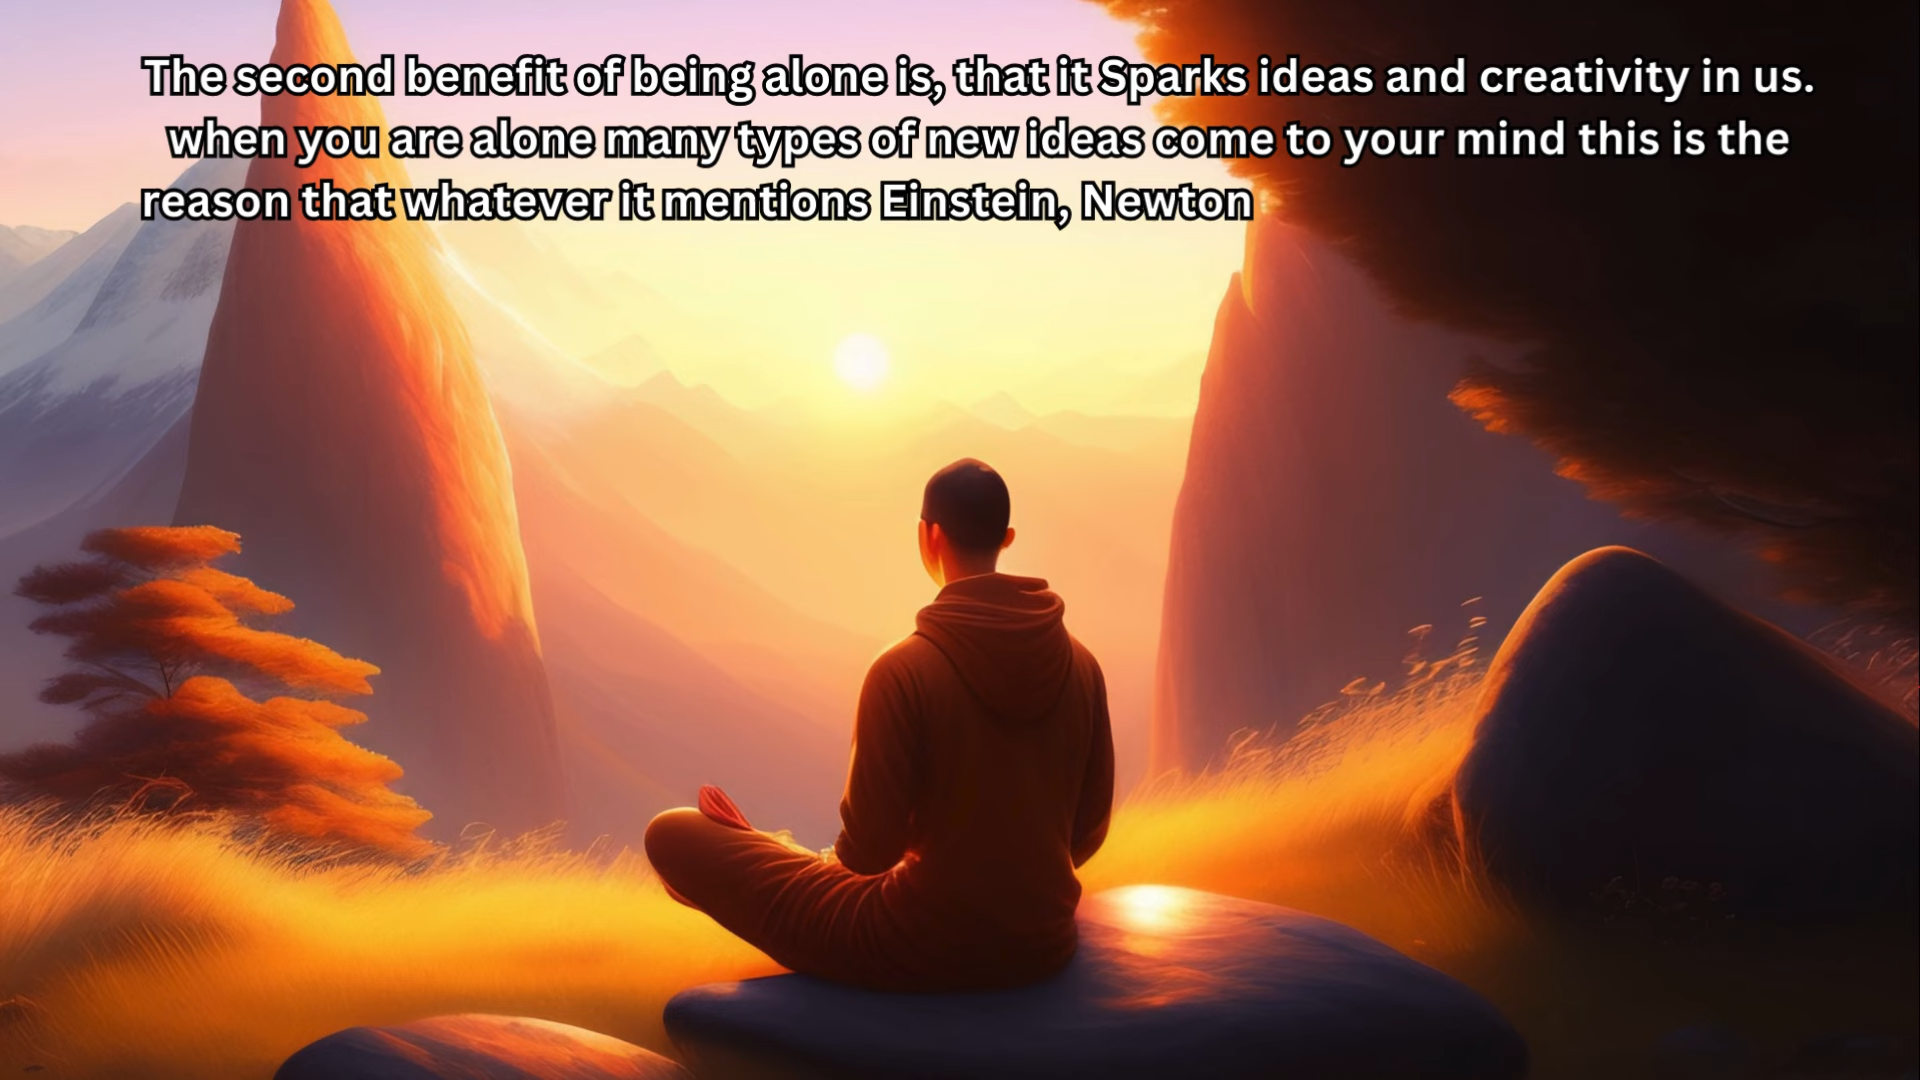 The second benefit of being alone is, that it Sparks ideas and creativity in us.
when you are alone many types of new ideas come to your mind this is the
reason that whatever it mentions Einstein, Newton